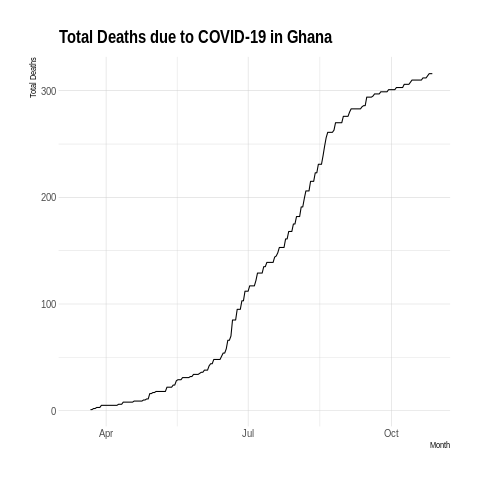 Total Deaths due to COVID-19 in Ghana
Total Deaths
300
200
100
0
Apr Jul Oct
Month